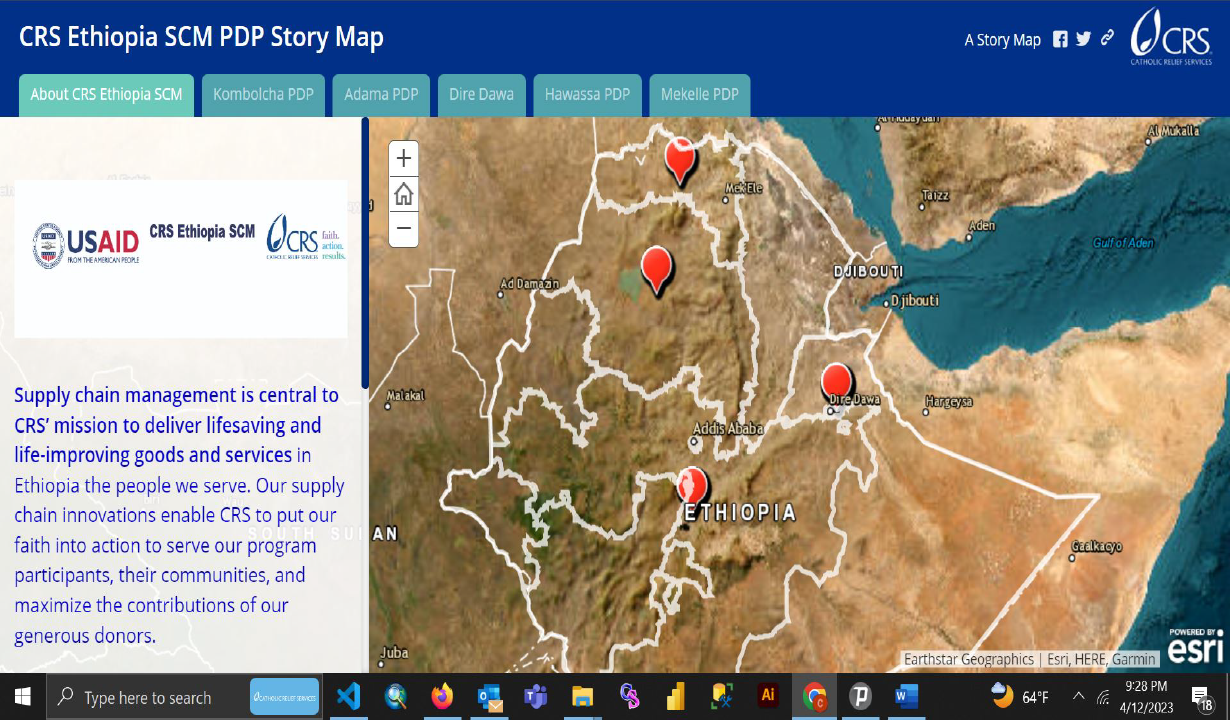 CRS Ethiopia SCM PDP Story Map
A Story Map
CRS
CATHOLIC RELIEF SERVICES
About CRS Ethiopia SCM
Kombolcha PDP
Adama PDP
Dire Dawa
Hawassa PDP
Mekelle PDP
USAID
FROM THE AMERICAN PEOPLE
CRS Ethiopia SCM
CRS
CATHOLIC RELIEF SERVICES
faith.
action.
results.
Supply chain management is central to
CRS’ mission to deliver lifesaving and
life-improving goods and services in
Ethiopia the people we serve. Our supply
chain innovations enable CRS to put our
faith into action to serve our program
participants, their communities, and
maximize the contributions of our
generous donors.
+
−
Al Mukalla
Mek'Ele
Taizz
Aden
Gulf of Aden
DJIBOUTI
Djibouti
Ad Damazin
Malakal
Dire Dawa
Hargeysa
Addis Ababa
ETHIOPIA
SOUTH SU AN
Gaalkacyo
Juba
POWERED BY
esri
Earthstar Geographics | Esri, HERE, Garmin
Type here to search
CATHOLIC RELIEF SERVICES
Ai
C
P
W
64°F
9:28 PM
4/12/2023
18